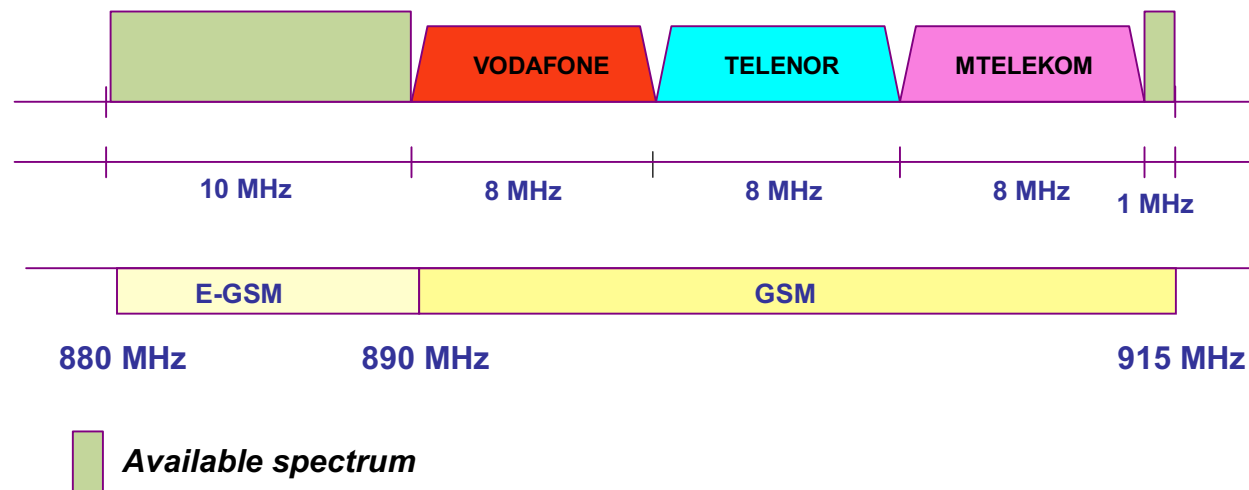 VODAFONE TELENOR MTELEKOM
10 MHz 8 MHz 8 MHz 8 MHz 1 MHz
E-GSM GSM
880 MHz 890 MHz 915 MHz
Available spectrum